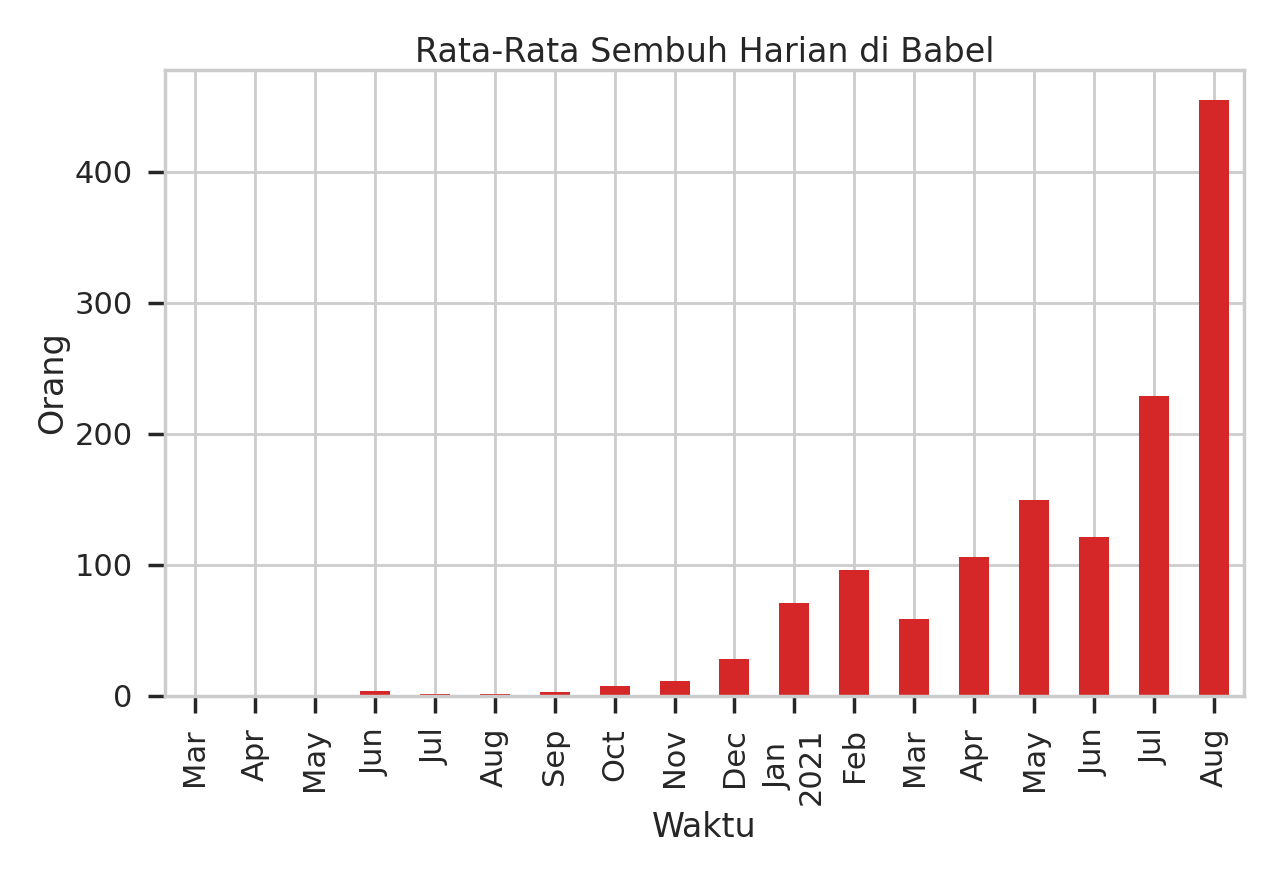 Rata-Rata Sembuh Harian di Babel
Orang
400
300
200
100
0
Mar
Apr
May
Jun
Jul
Aug
Sep
Oct
Nov
Dec
Jan
2021
Feb
Mar
Apr
May
Jun
Jul
Aug
Waktu